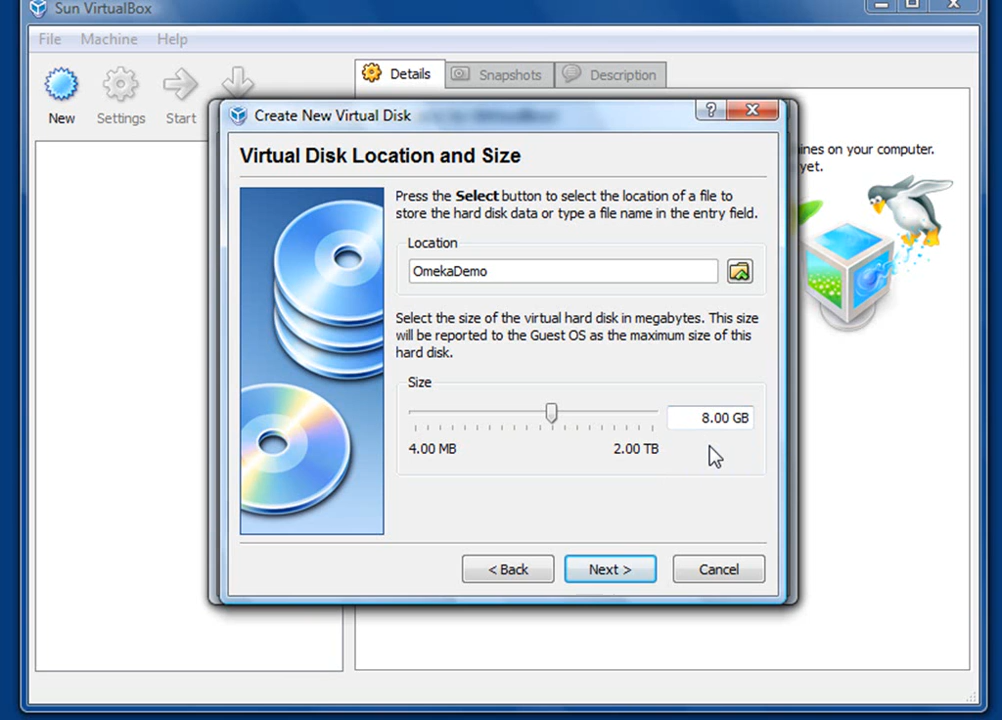 Sun VirtualBox
File Machine Help
New Settings Start
Details Snapshots Description
ines on your computer.
yet.
Create New Virtual Disk
Virtual Disk Location and Size
Press the Select button to select the location of a file to
store the hard disk data or type a file name in the entry field.
Location
OmekaDemo
Select the size of the virtual hard disk in megabytes. This size
will be reported to the Guest OS as the maximum size of this
hard disk.
Size
8.00 GB
4.00 MB 2.00 TB
< Back Next > Cancel